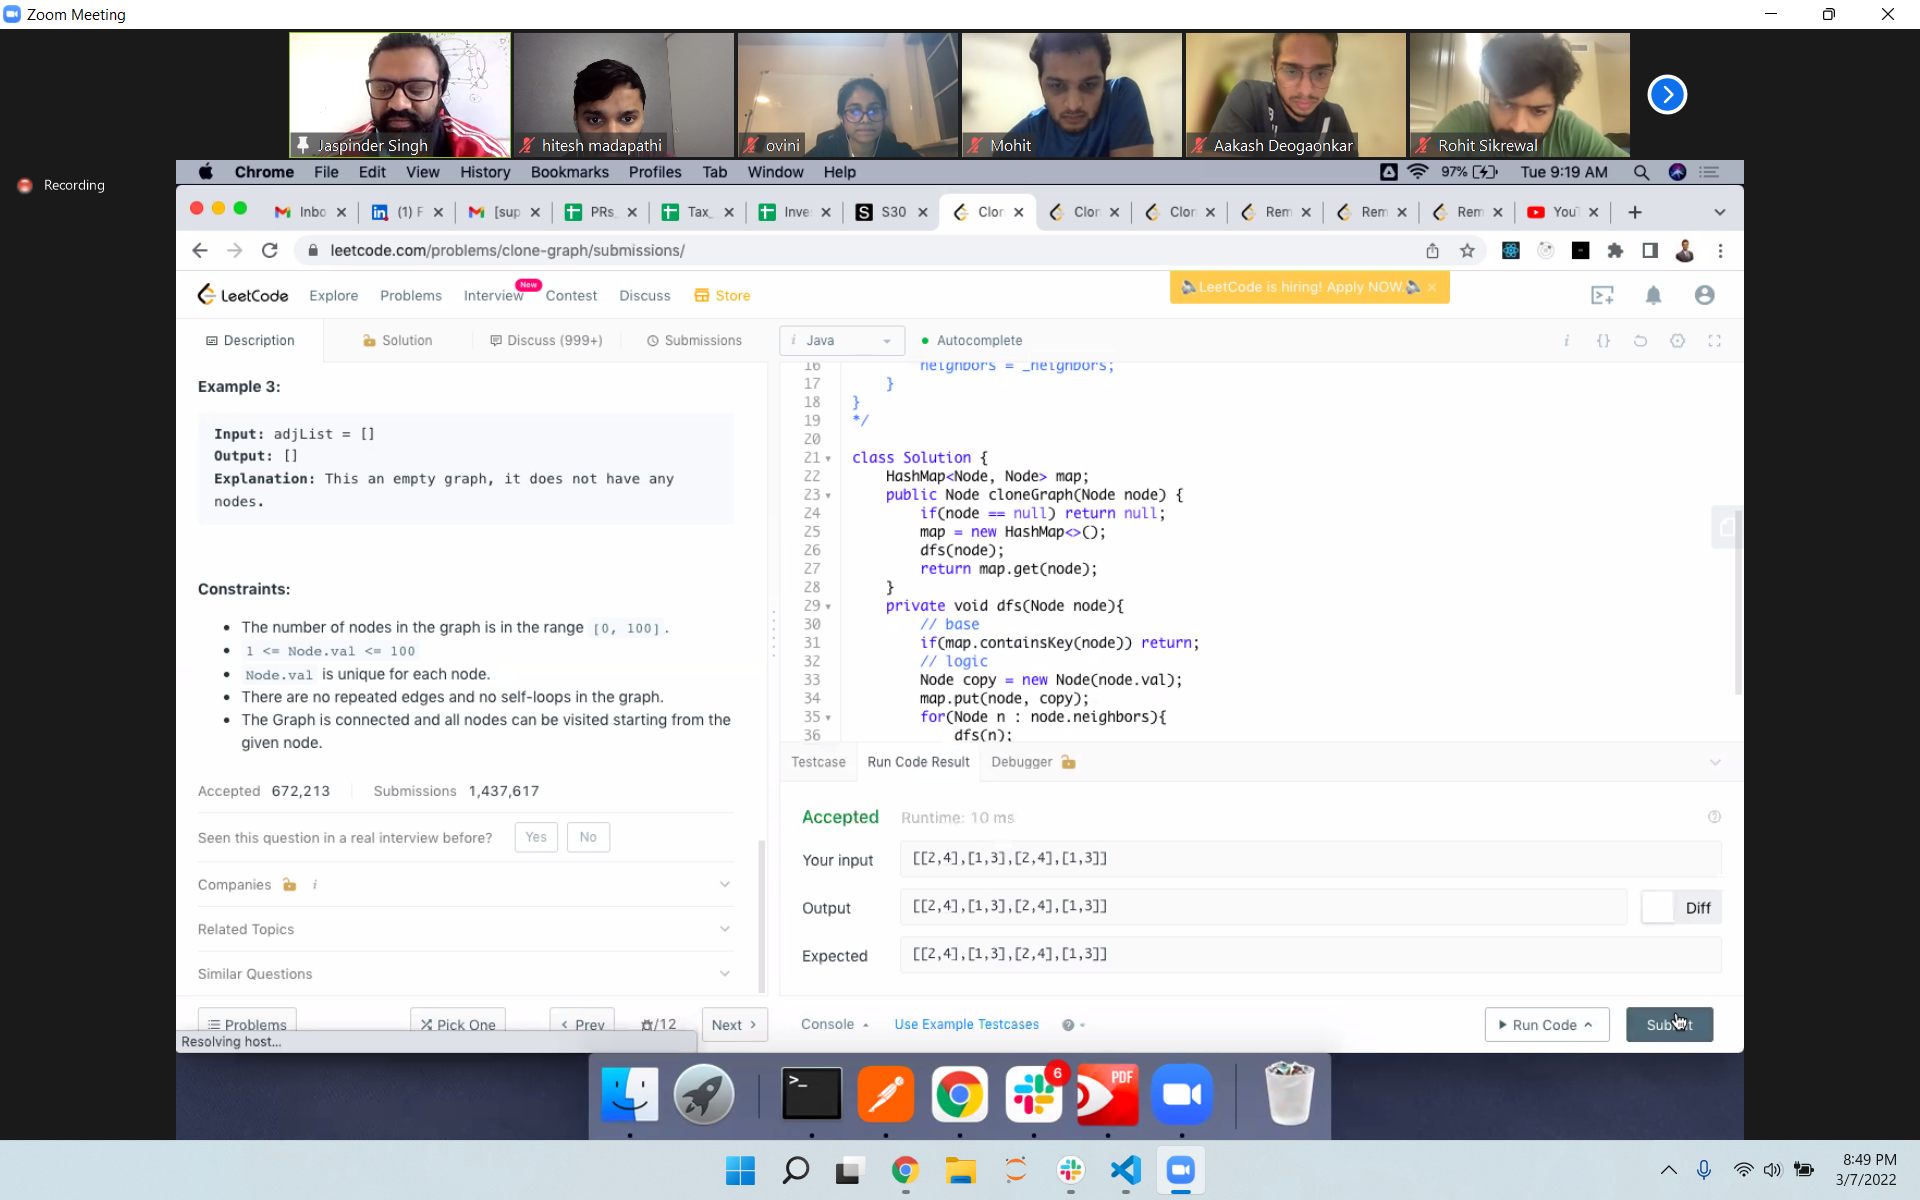 Zoom Meeting
Jaspinder Singh
hitesh madapathi
ovini
Mohit
Aakash Deogaonkar
Rohit Sikrewal
Recording
Chrome File Edit View History Bookmarks Profiles Tab Window Help
97% Tue 9:19 AM
Inbo
(1) F
[sup
PRs_
Tax_
Inve
S30
Clon
Clor
Clor
Rem
Rem
Rem
YouT
leetcode.com/problems/clone-graph/submissions/
LeetCode Explore Problems Interview New Contest Discuss Store
LeetCode is hiring! Apply NOW.
Description Solution Discuss (999+) Submissions
i Java Autocomplete
Example 3:
Input: adjList = []
Output: []
Explanation: This an empty graph, it does not have any
nodes.
Constraints:
The number of nodes in the graph is in the range [0, 100].
1 <= Node.val <= 100
Node.val is unique for each node.
There are no repeated edges and no self-loops in the graph.
The Graph is connected and all nodes can be visited starting from the
given node.
Accepted 672,213 Submissions 1,437,617
Seen this question in a real interview before? Yes No
Companies i
Related Topics
Similar Questions
Problems Pick One < Prev /12 Next >
Resolving host...
16 neighbors = _neighbors;
17 }
18 }
19 */
20
21 class Solution {
22 HashMap<Node, Node> map;
23 public Node cloneGraph(Node node) {
24 if(node == null) return null;
25 map = new HashMap<>();
26 dfs(node);
27 return map.get(node);
28 }
29 private void dfs(Node node){
30 // base
31 if(map.containsKey(node)) return;
32 // logic
33 Node copy = new Node(node.val);
34 map.put(node, copy);
35 for(Node n : node.neighbors){
36 dfs(n);
Testcase Run Code Result Debugger
Accepted Runtime: 10 ms
Your input [[2,4],[1,3],[2,4],[1,3]]
Output [[2,4],[1,3],[2,4],[1,3]] Diff
Expected [[2,4],[1,3],[2,4],[1,3]]
Console Use Example Testcases Run Code Submit
6
PDF
8:49 PM
3/7/2022